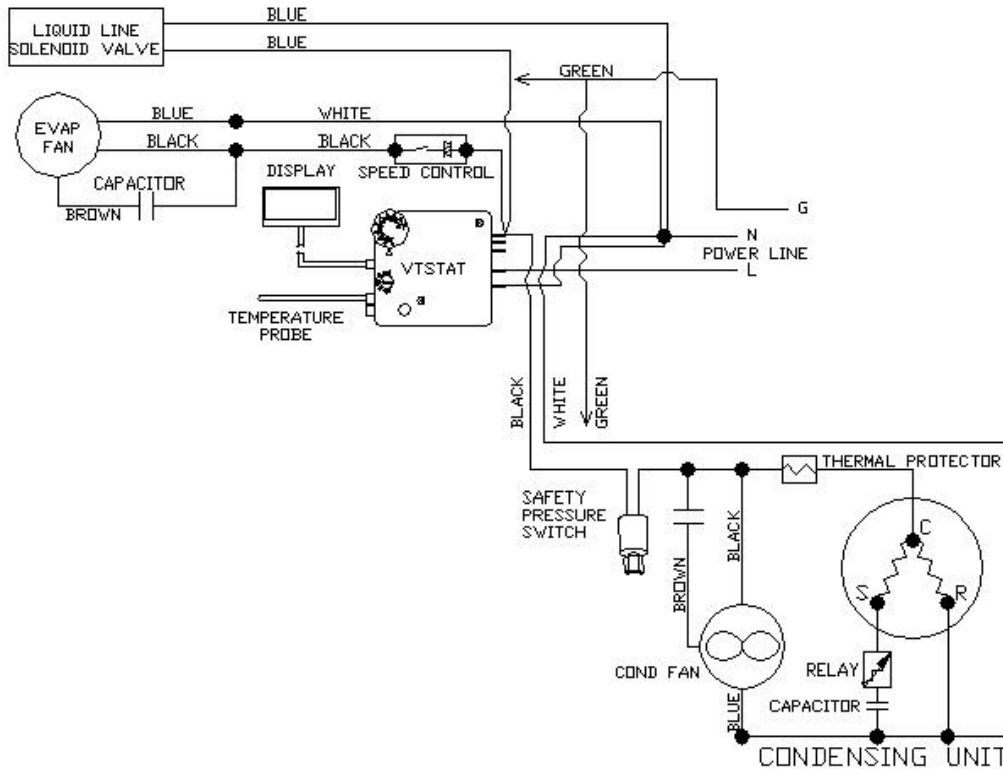 LIQUID LINE
SOLENOID VALVE
BLUE
BLUE
GREEN
EVAP
FAN
BLUE
WHITE
BLACK
BLACK
SPEED CONTROL
CAPACITOR
BROWN
DISPLAY
G
N
POWER LINE
L
VTSTAT
TEMPERATURE
PROBE
BLACK
WHITE
GREEN
THERMAL PROTECTOR
SAFETY
PRESSURE
SWITCH
BROWN
BLACK
C
S
R
COND FAN
RELAY
CAPACITOR
BLUE
CONDENSING UNIT